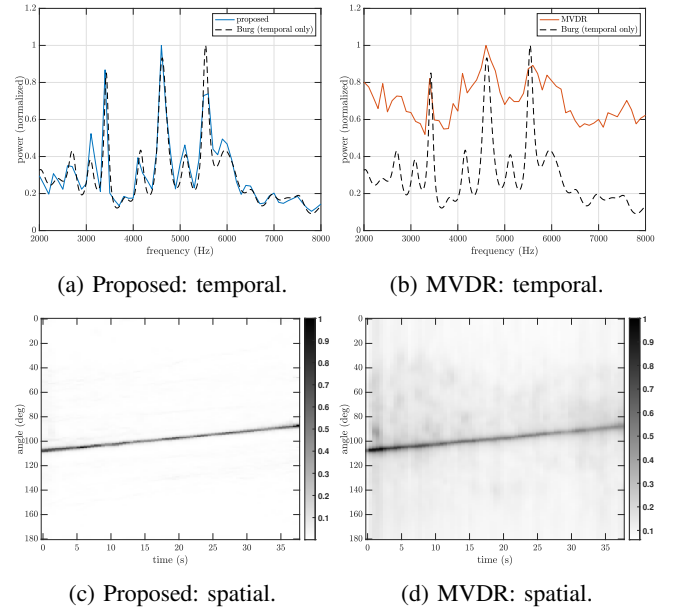 proposed
Burg (temporal only)
1.2
1
0.8
0.6
0.4
0.2
0
power (normalized)
2000 3000 4000 5000 6000 7000 8000
frequency (Hz)
(a) Proposed: temporal.
MVDR
Burg (temporal only)
1.2
1
0.8
0.6
0.4
0.2
0
power (normalized)
2000 3000 4000 5000 6000 7000 8000
frequency (Hz)
(b) MVDR: temporal.
0
20
40
60
80
100
120
140
160
180
angle (deg)
0 5 10 15 20 25 30 35
time (s)
1
0.9
0.8
0.7
0.6
0.5
0.4
0.3
0.2
0.1
(c) Proposed: spatial.
0
20
40
60
80
100
120
140
160
180
angle (deg)
0 5 10 15 20 25 30 35
time (s)
1
0.9
0.8
0.7
0.6
0.5
0.4
0.3
0.2
0.1
(d) MVDR: spatial.